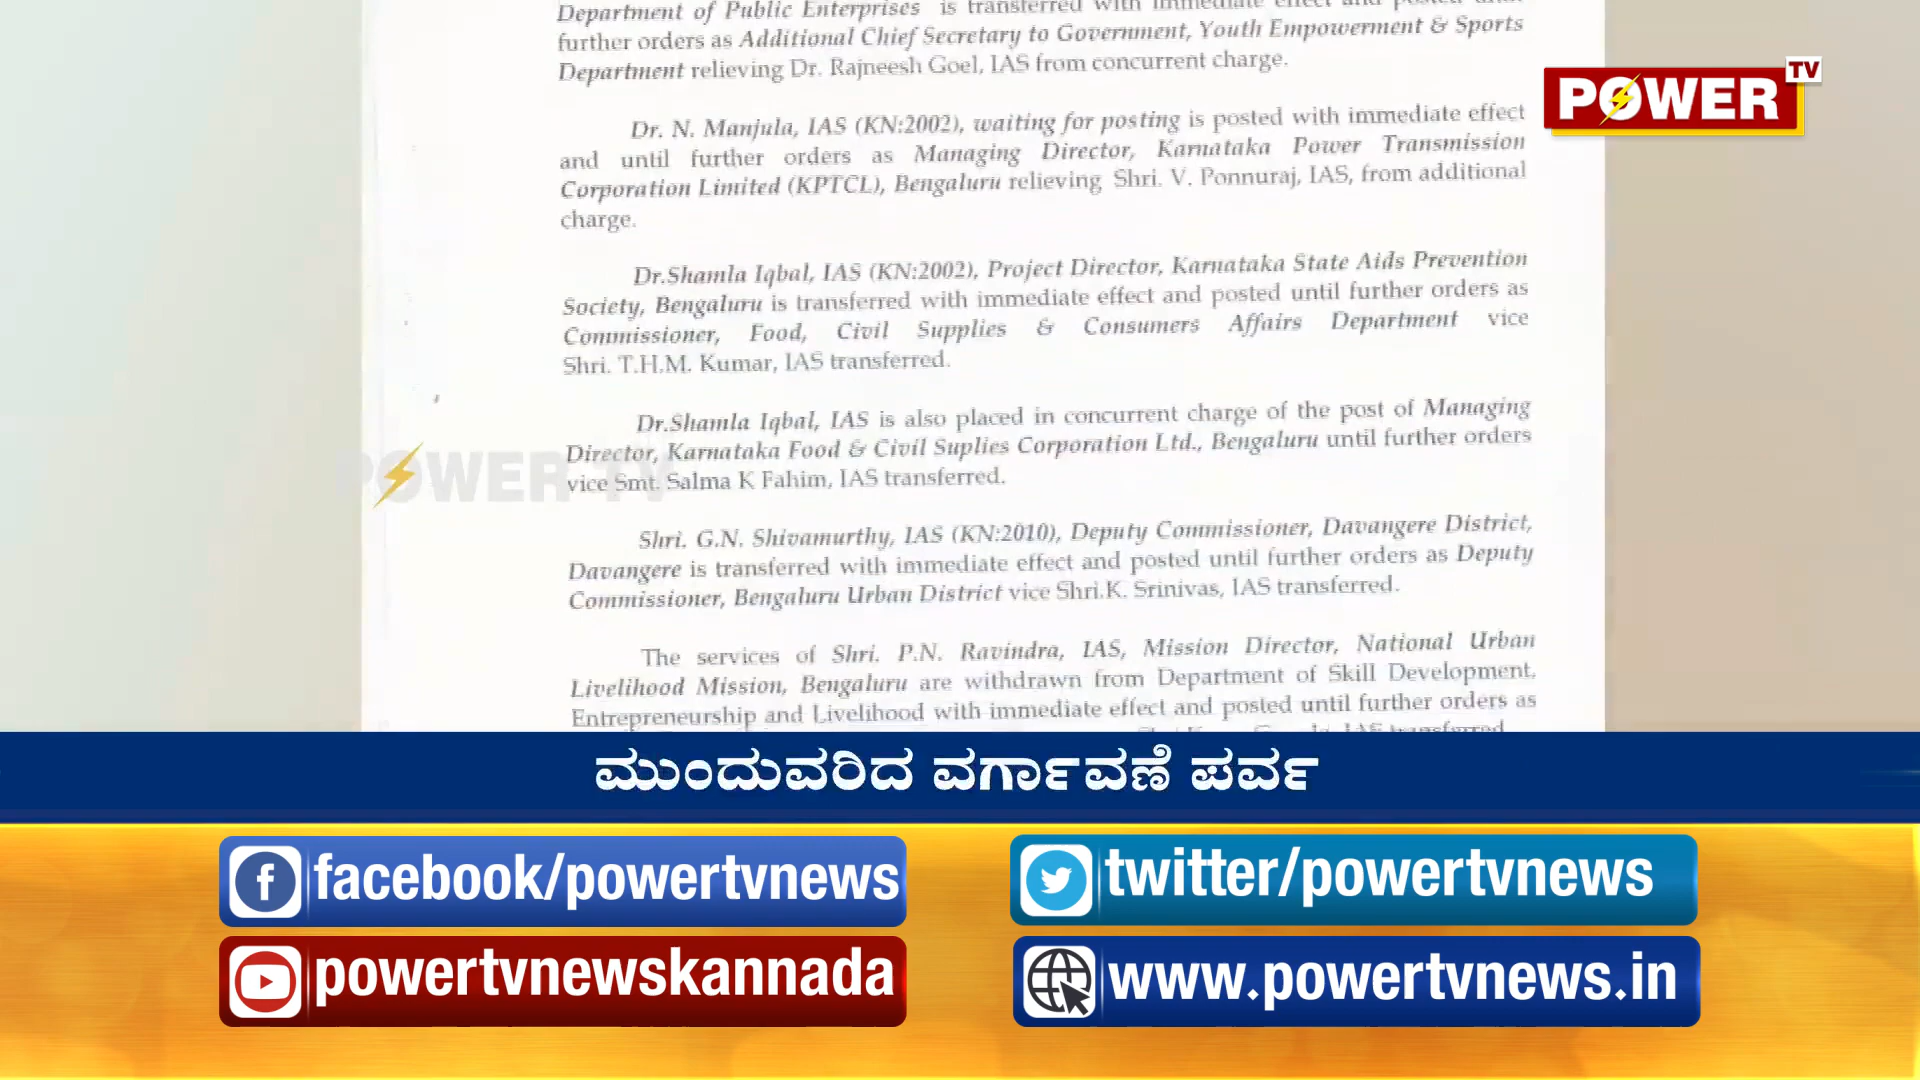 Department of Public Enterprises is transferred with immediate effect and posted until
further orders as Additional Chief Secretary to Government, Youth Empowerment & Sports
Department relieving Dr. Rajneesh Goel, IAS from concurrent charge.
POWER TV
Dr. N. Manjula, IAS (KN:2002), waiting for posting is posted with immediate effect
and until further orders as Managing Director, Karnataka Power Transmission
Corporation Limited (KPTCL), Bengaluru relieving Shri. V. Ponnuraj, IAS, from additional
charge.
Dr.Shamla Iqbal, IAS (KN:2002), Project Director, Karnataka State Aids Prevention
Society, Bengaluru is transferred with immediate effect and posted until further orders as
Commissioner, Food, Civil Supplies & Consumers Affairs Department vice
Shri. T.H.M. Kumar, IAS transferred.
Dr.Shamla Iqbal, IAS is also placed in concurrent charge of the post of Managing
Director, Karnataka Food & Civil Suplies Corporation Ltd., Bengaluru until further orders
vice Smt. Salma K Fahim, IAS transferred.
POWER TV
Shri. G.N. Shivamurthy, IAS (KN:2010), Deputy Commissioner, Davangere District,
Davangere is transferred with immediate effect and posted until further orders as Deputy
Commissioner, Bengaluru Urban District vice Shri.K. Srinivas, IAS transferred.
The services of Shri. P.N. Ravindra, IAS, Mission Director, National Urban
Livelihood Mission, Bengaluru are withdrawn from Department of Skill Development,
Entrepreneurship and Livelihood with immediate effect and posted until further orders as
IAS transferred
ಮುಂದುವರಿದ ವರ್ಗಾವಣೆ ಪರ್ವ
facebook/powertvnews
twitter/powertvnews
powertvnewskannada
www.powertvnews.in